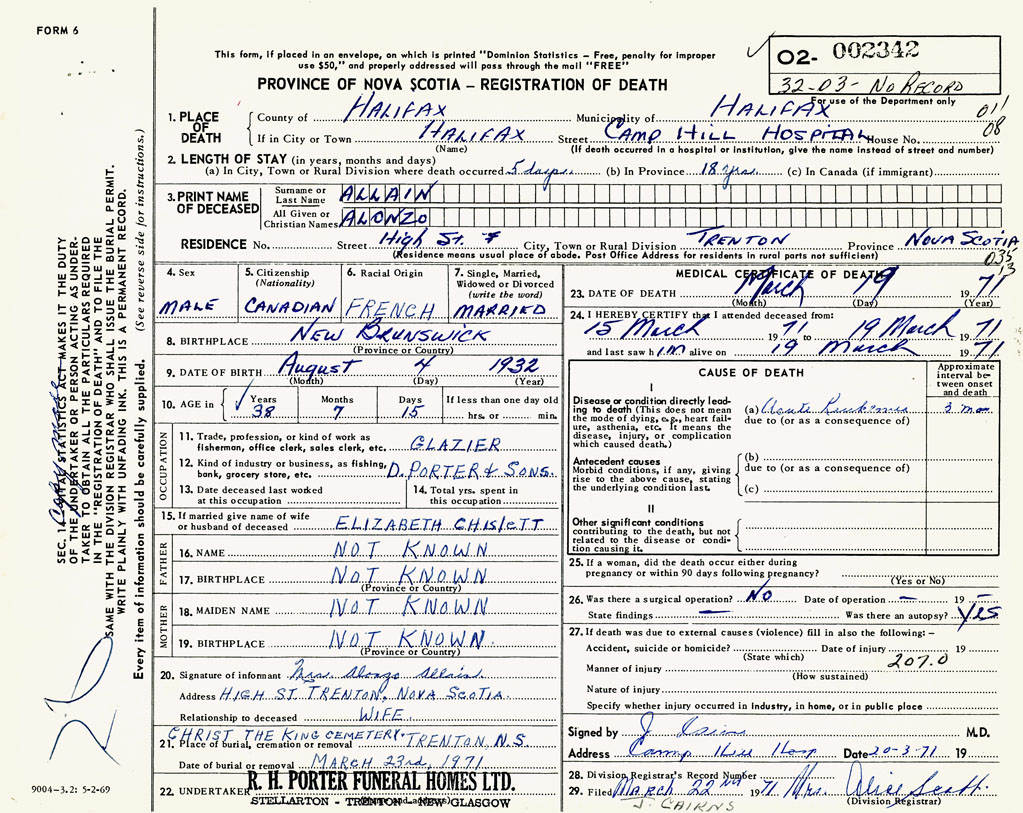 FORM 6
This form, if placed in an envelope, on which is printed "Dominion Statistics – Free, penalty for improper
use $50," and properly addressed will pass through the mail "FREE"
PROVINCE OF NOVA SCOTIA – REGISTRATION OF DEATH
02- 002342
32-03- NO RECORD
For use of the Department only
011
08
1. PLACE OF DEATH
County of HALIFAX Municipality of HALIFAX
If in City or Town HALIFAX Street CAMP HILL HOSPITAL House No.
(Name) (If death occurred in a hospital or institution, give the name instead of street and number)
2. LENGTH OF STAY (in years, months and days)
(a) In City, Town or Rural Division where death occurred 5 days (b) In Province 18 yrs. (c) In Canada (if immigrant)
3. PRINT NAME OF DECEASED
Surname or Last Name ALLAIN
All Given or Christian Names ALONZO
RESIDENCE No. Street High St. City, Town or Rural Division TRENTON Province NOVA SCOTIA
(Residence means usual place of abode. Post Office Address for residents in rural parts not sufficient)
035
13
4. Sex
MALE
5. Citizenship
(Nationality)
CANADIAN
6. Racial Origin
FRENCH
7. Single, Married,
Widowed or Divorced
(write the word)
MARRIED
8. BIRTHPLACE NEW BRUNSWICK
(Province or Country)
9. DATE OF BIRTH August 4 1932
(Month) (Day) (Year)
10. AGE in Years Months Days If less than one day old
38 7 15 hrs. or min.
OCCUPATION
11. Trade, profession, or kind of work as
fisherman, office clerk, sales clerk, etc. GLAZIER
12. Kind of industry or business, as fishing,
bank, grocery store, etc. D. PORTER & SONS.
13. Date deceased last worked
at this occupation
14. Total yrs. spent in
this occupation
15. If married give name of wife
or husband of deceased ELIZABETH CHISLETT
FATHER
16. NAME NOT KNOWN
17. BIRTHPLACE NOT KNOWN
(Province or Country)
MOTHER
18. MAIDEN NAME NOT KNOWN
19. BIRTHPLACE NOT KNOWN.
(Province or Country)
20. Signature of informant Mrs. Alonzo Allain
Address HIGH ST. TRENTON, NOVA SCOTIA.
Relationship to deceased WIFE.
CHRIST THE KING CEMETERY. TRENTON, N.S.
21. Place of burial, cremation or removal
Date of burial or removal MARCH 23rd, 1971
22. UNDERTAKER R. H. PORTER FUNERAL HOMES LTD.
STELLARTON - TRENTON - NEW GLASGOW
MEDICAL CERTIFICATE OF DEATH
23. DATE OF DEATH March 19 1971
(Month) (Day) (Year)
24. I HEREBY CERTIFY that I attended deceased from:
15 March 1971 to 19 March 1971
and last saw him alive on 19 March 1971
CAUSE OF DEATH
Approximate
interval be-
tween onset
and death
I
Disease or condition directly lead-
ing to death (This does not mean
the mode of dying, e.g., heart fail-
ure, asthenia, etc. It means the
disease, injury, or complication
which caused death.)
(a) Acute Leukemia 3 mon
due to (or as a consequence of)
Antecedent causes
Morbid conditions, if any, giving
rise to the above cause, stating
the underlying condition last.
(b)
due to (or as a consequence of)
(c)
II
Other significant conditions
contributing to the death, but not
related to the disease or condi-
tion causing it.
25. If a woman, did the death occur either during
pregnancy or within 90 days following pregnancy?
(Yes or No)
26. Was there a surgical operation? NO Date of operation – 19 –
State findings – Was there an autopsy? YES
27. If death was due to external causes (violence) fill in also the following:–
Accident, suicide or homicide? Date of injury 19
(State which) 207.0
Manner of injury
(How sustained)
Nature of injury
Specify whether injury occurred in industry, in home, or in public place
Signed by J Cairns M.D.
Address Camp Hill Hosp Date 20-3-71 19
28. Division Registrar's Record Number
29. Filed MARCH 22nd 1971 Mrs. Alice Scott
(Division Registrar)
J. CAIRNS
SEC. 14 VITAL STATISTICS ACT MAKES IT THE DUTY
OF THE UNDERTAKER OR PERSON ACTING AS UNDER-
TAKER TO OBTAIN ALL THE PARTICULARS REQUIRED
IN THE "REGISTRATION OF DEATH" AND TO FILE THE
SAME WITH THE DIVISION REGISTRAR WHO SHALL ISSUE THE BURIAL PERMIT.
WRITE PLAINLY WITH UNFADING INK. THIS IS A PERMANENT RECORD.
Every item of information should be carefully supplied. (See reverse side for instructions.)
9004-3.2: 5-2-69